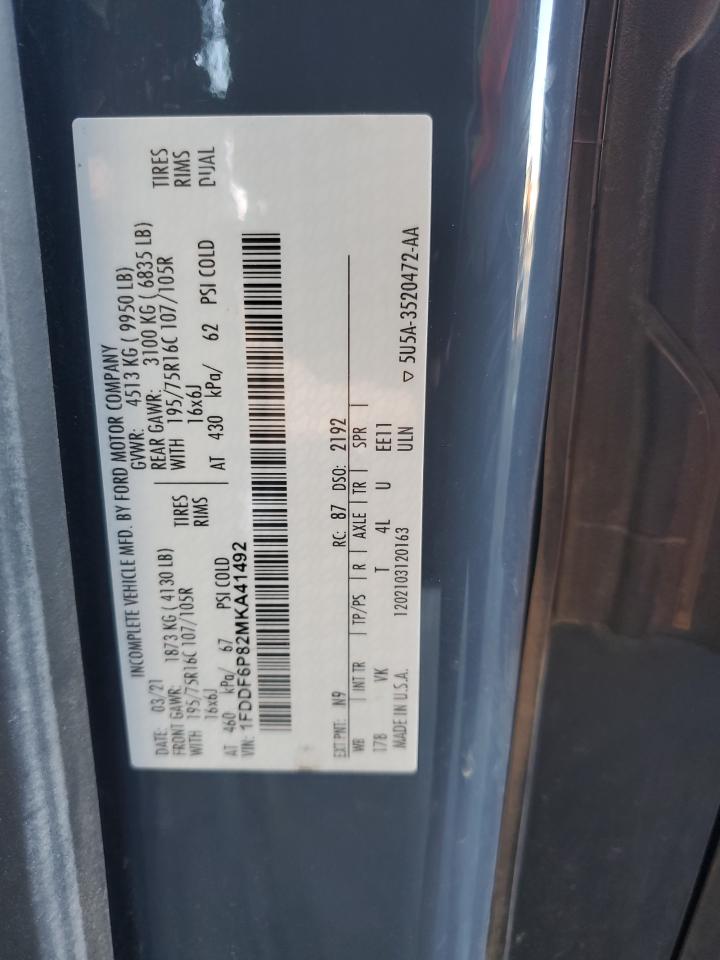 INCOMPLETE VEHICLE MFD. BY FORD MOTOR COMPANY
DATE: 03/21 GVWR: 4513 KG ( 9950 LB)
FRONT GAWR: 1873 KG ( 4130 LB) REAR GAWR: 3100 KG ( 6835 LB)
WITH 195/75R16C 107/105R TIRES WITH 195/75R16C 107/105R TIRES
16x6J RIMS 16x6J RIMS
AT 460 kPa/ 67 PSI COLD AT 430 kPa/ 62 PSI COLD DUAL
VIN: 1FDDF6P82MKA41492
EXT PNT: N9 RC: 87 DSO: 2192
WB | INT TR | TP/PS | R | AXLE | TR | SPR |
178 VK T 4L U EE11
MADE IN U.S.A. 1202103120163 ULN
▽ 5U5A-3520472-AA